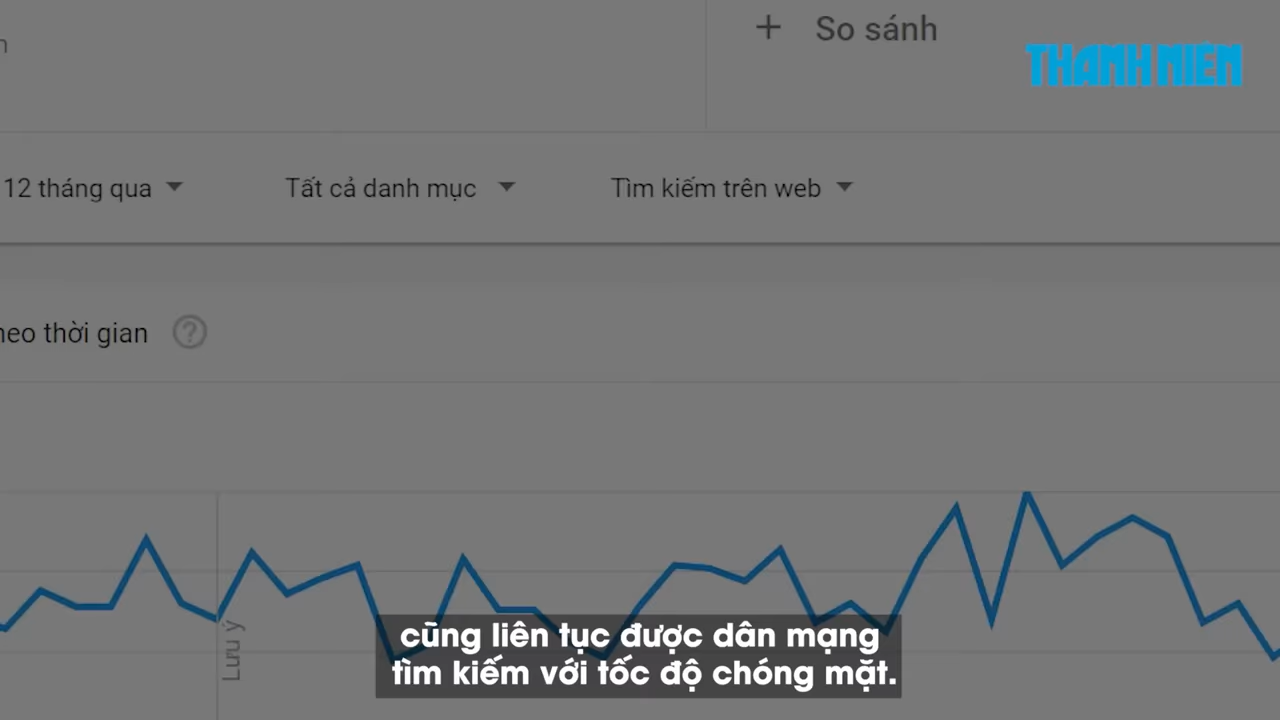 + So sánh
THANH NIÊN
12 tháng qua
Tất cả danh mục
Tìm kiếm trên web
heo thời gian
Lưu ý
cũng liên tục được dân mạng
tìm kiếm với tốc độ chóng mặt.